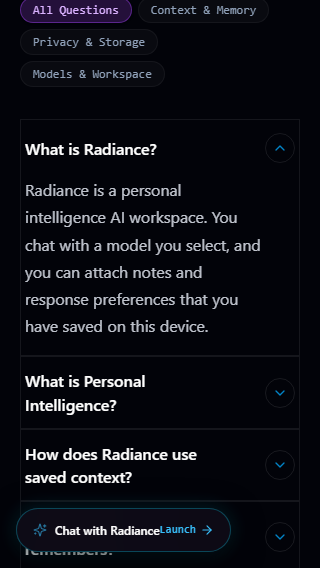 All Questions
Context & Memory
Privacy & Storage
Models & Workspace
What is Radiance?
Radiance is a personal
intelligence AI workspace. You
chat with a model you select, and
you can attach notes and
response preferences that you
have saved on this device.
What is Personal
Intelligence?
How does Radiance use
saved context?
Chat with Radiance
Launch →
remembers?